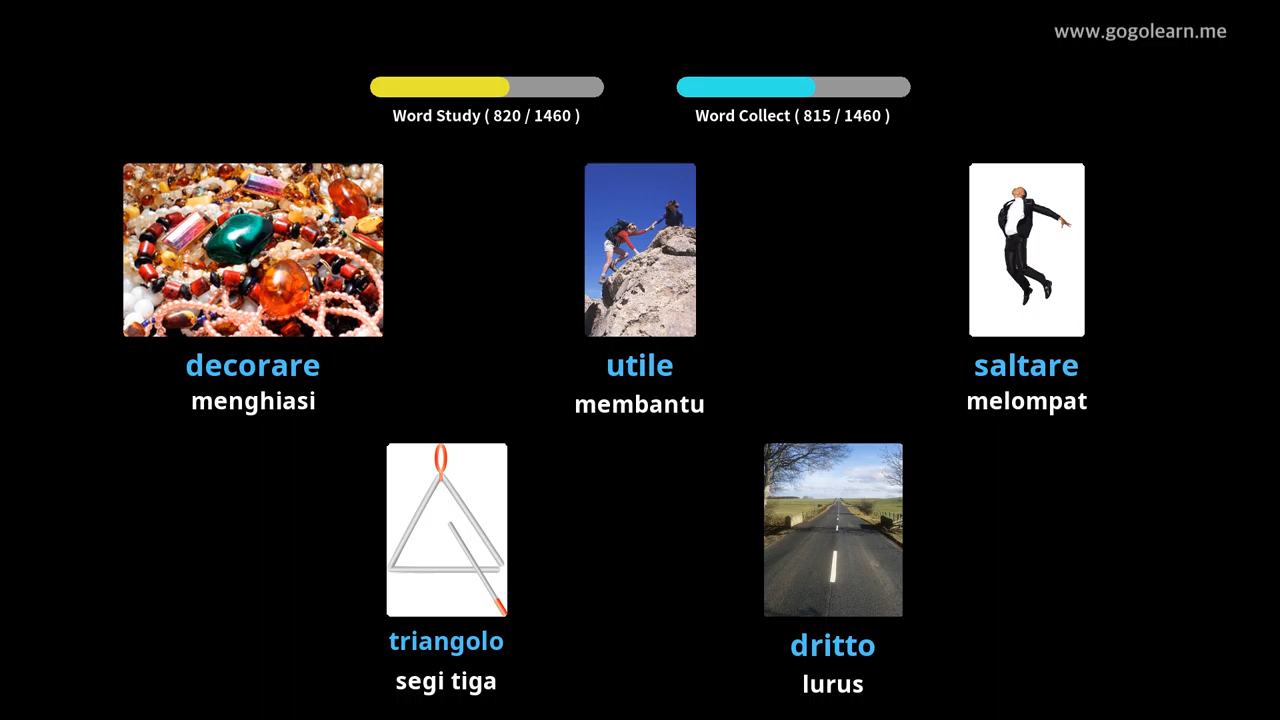 www.gogolearn.me
Word Study ( 820 / 1460 )
Word Collect ( 815 / 1460 )
decorare
menghiasi
utile
membantu
saltare
melompat
triangolo
segi tiga
dritto
lurus